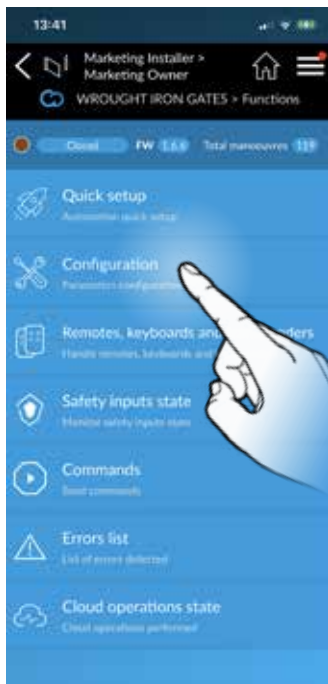 13:41
Marketing Installer >
Marketing Owner
WROUGHT IRON GATES > Functions
Closed FW 1.6.6 Total manoeuvres 119
Quick setup
Automation quick setup
Configuration
Parameters configuration
Remotes, keyboards and
Handle remotes, keyboards and
Safety inputs state
Monitor safety inputs state
Commands
Send commands
Errors list
List of errors detected
Cloud operations state
Cloud operations performed